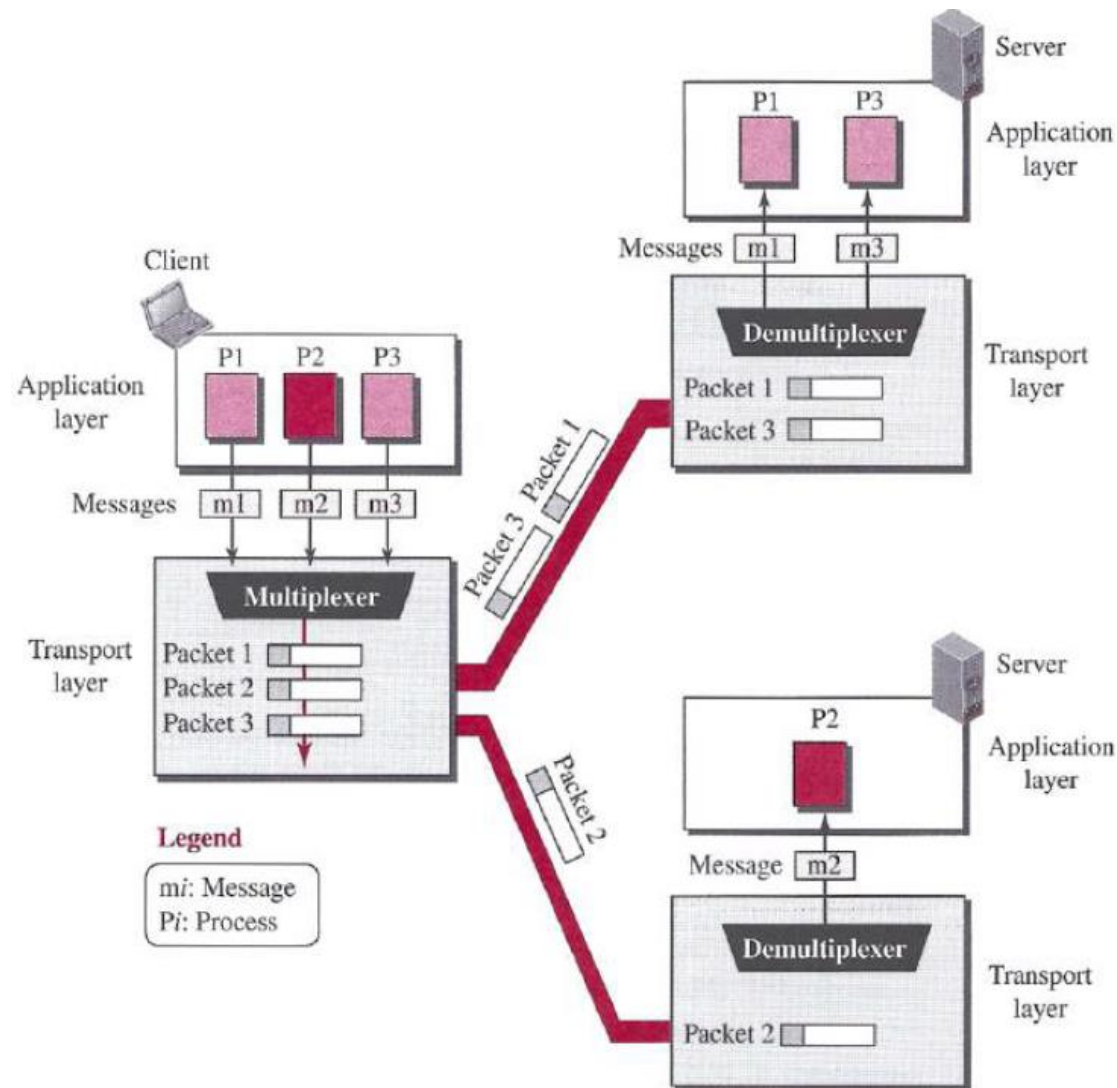 Server
P1 P3
Application
layer
Messages m1 m3
Demultiplexer
Transport
layer
Packet 1
Packet 3
Client
P1 P2 P3
Application
layer
Messages m1 m2 m3
Multiplexer
Transport
layer
Packet 1
Packet 2
Packet 3
Packet 1
Packet 3
Packet 2
Server
P2
Application
layer
Message m2
Demultiplexer
Transport
layer
Packet 2
Legend
mi: Message
Pi: Process